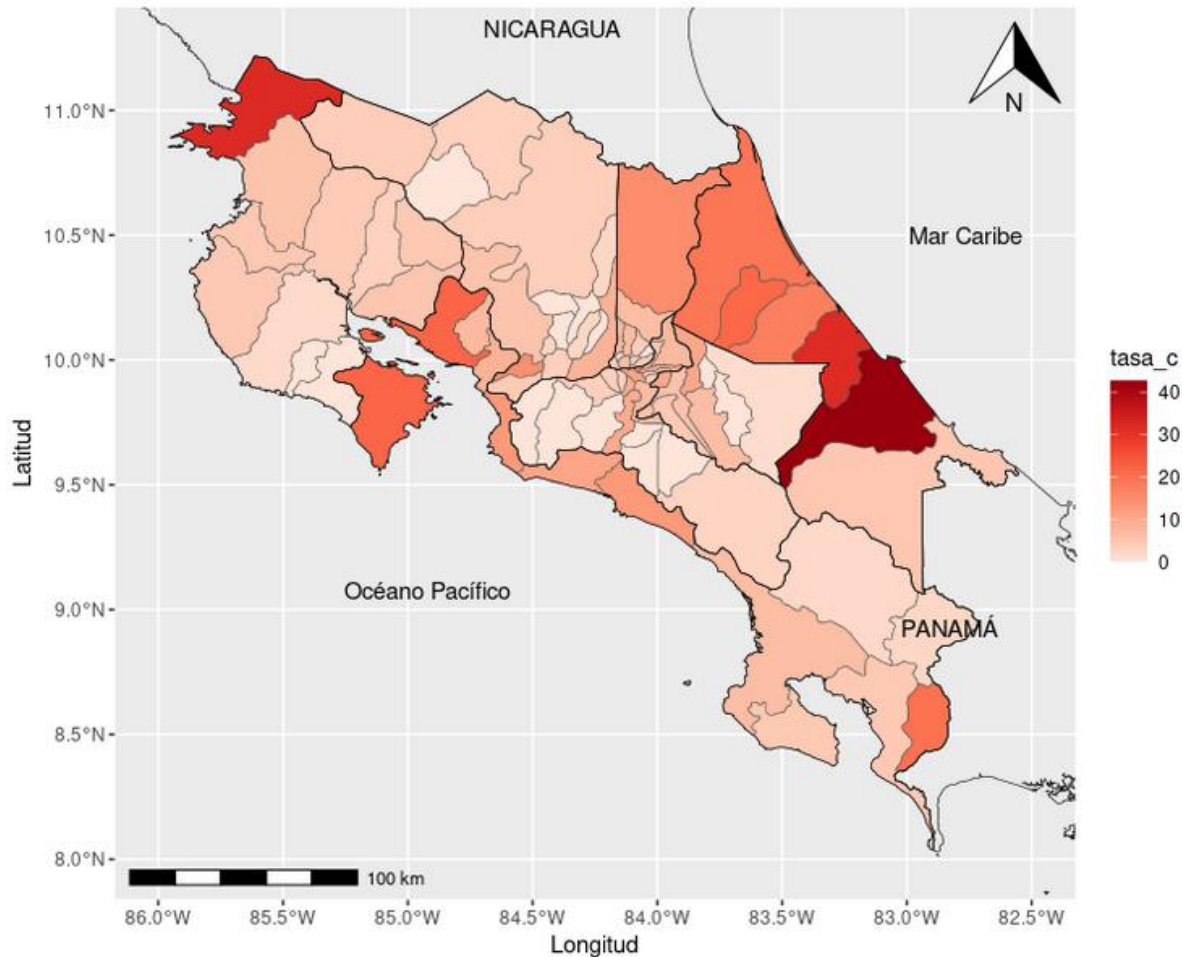 NICARAGUA
N
11.0°N
10.5°N
Mar Caribe
10.0°N
tasa_c
40
30
20
10
0
Latitud
9.5°N
Océano Pacífico
9.0°N
PANAMÁ
8.5°N
8.0°N
100 km
86.0°W 85.5°W 85.0°W 84.5°W 84.0°W 83.5°W 83.0°W 82.5°W
Longitud